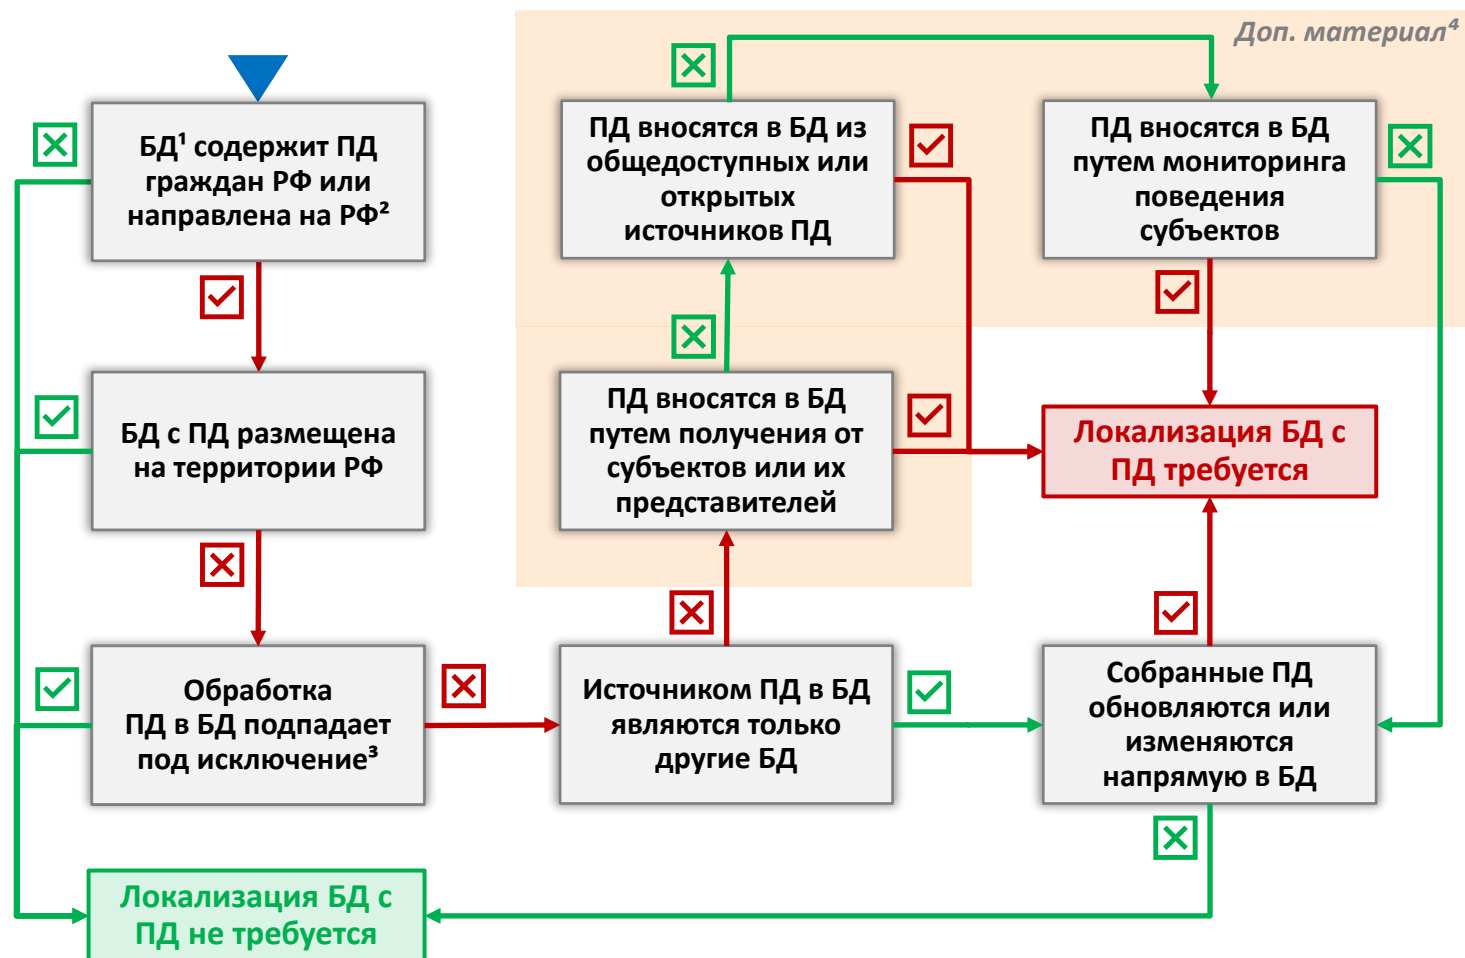 Доп. материал⁴
БД¹ содержит ПД
граждан РФ или
направлена на РФ²
ПД вносятся в БД из
общедоступных или
открытых
источников ПД
ПД вносятся в БД
путем мониторинга
поведения
субъектов
БД с ПД размещена
на территории РФ
ПД вносятся в БД
путем получения от
субъектов или их
представителей
Локализация БД с
ПД требуется
Обработка
ПД в БД подпадает
под исключение³
Источником ПД в БД
являются только
другие БД
Собранные ПД
обновляются или
изменяются
напрямую в БД
Локализация БД с
ПД не требуется